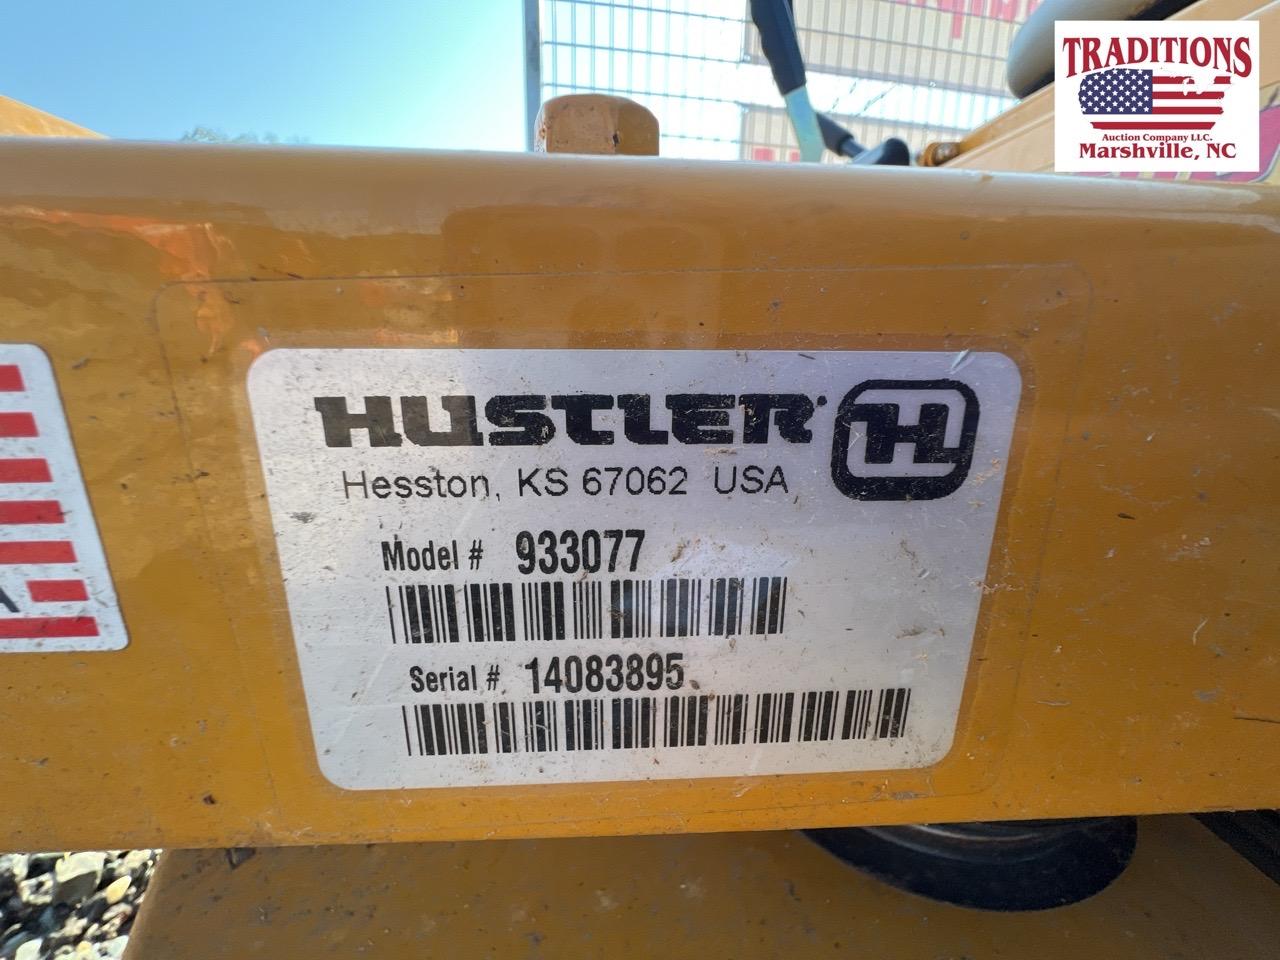 TRADITIONS
Auction Company LLC.
Marshville, NC
HUSTLER
H
Hesston, KS 67062 USA
Model # 933077
Serial # 14083895